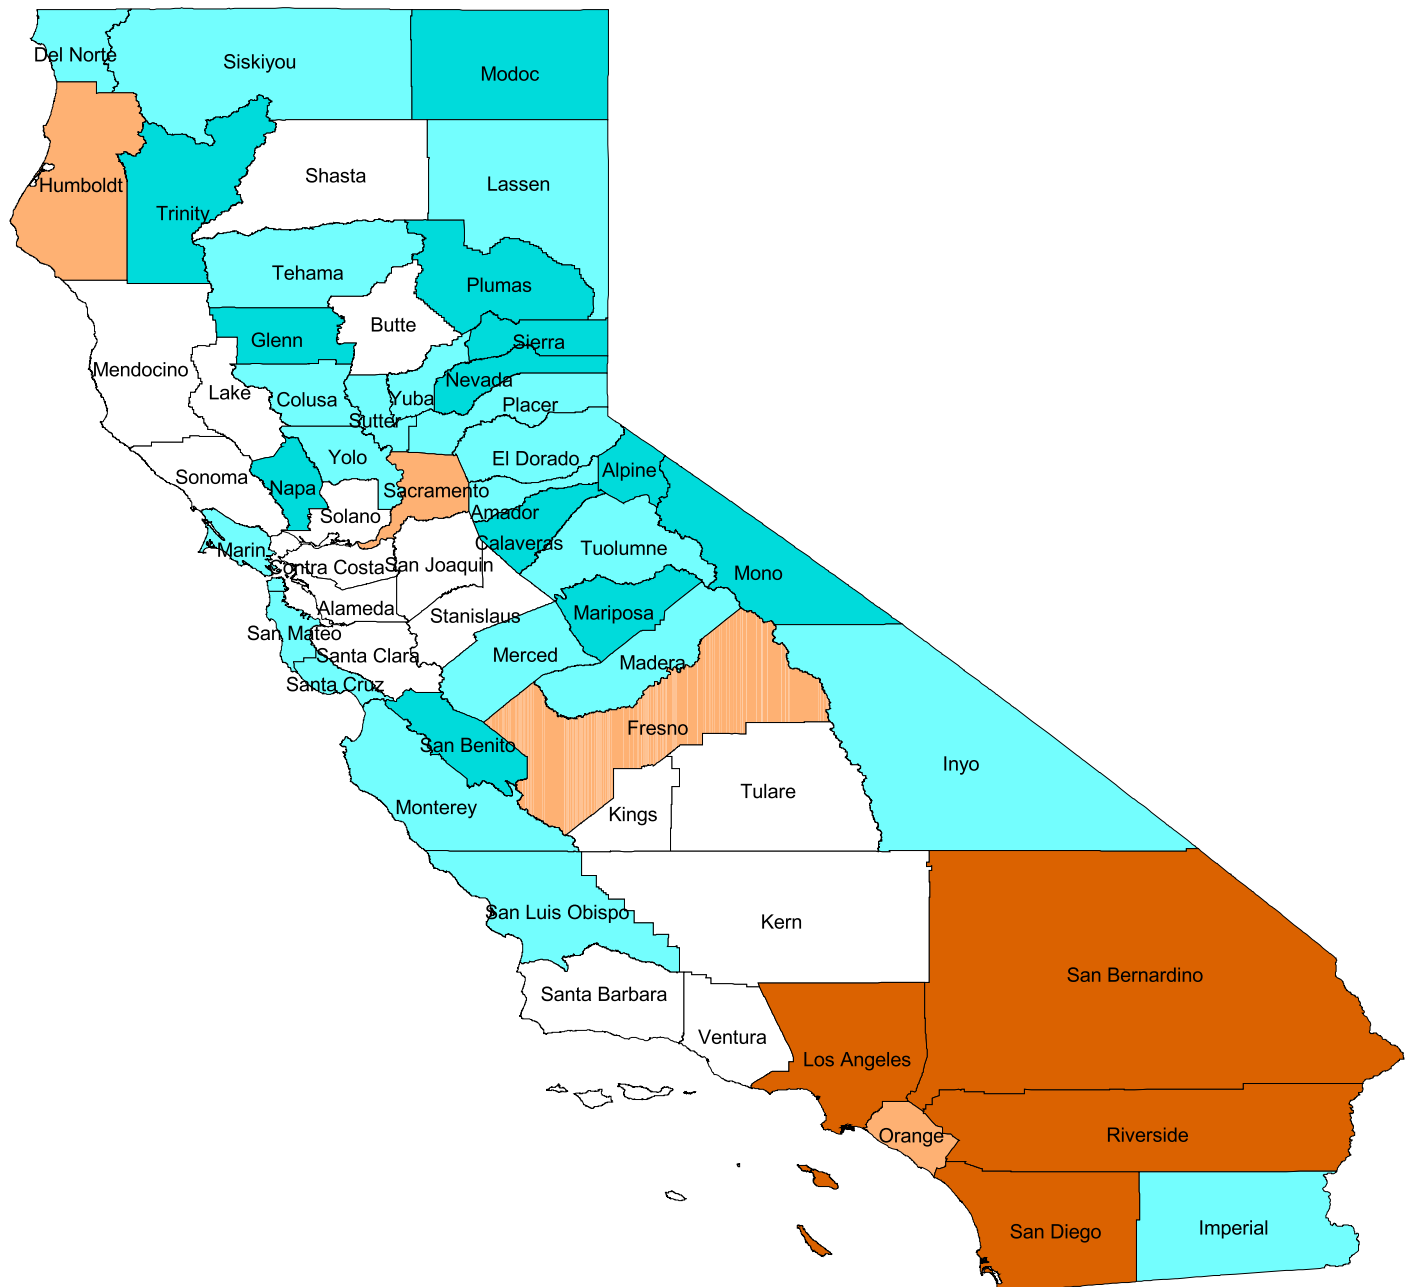 Del Norte
Siskiyou
Modoc
Humboldt
Trinity
Shasta
Lassen
Tehama
Plumas
Butte
Glenn
Sierra
Mendocino
Lake
Colusa
Sutter
Yuba
Nevada
Placer
Sonoma
Napa
Yolo
Sacramento
El Dorado
Alpine
Solano
Amador
Calaveras
Marin
Contra Costa
San Joaquin
Tuolumne
Mono
Alameda
Stanislaus
Mariposa
San Mateo
Santa Clara
Merced
Madera
Santa Cruz
San Benito
Fresno
Inyo
Monterey
Kings
Tulare
San Luis Obispo
Kern
San Bernardino
Santa Barbara
Ventura
Los Angeles
Orange
Riverside
San Diego
Imperial